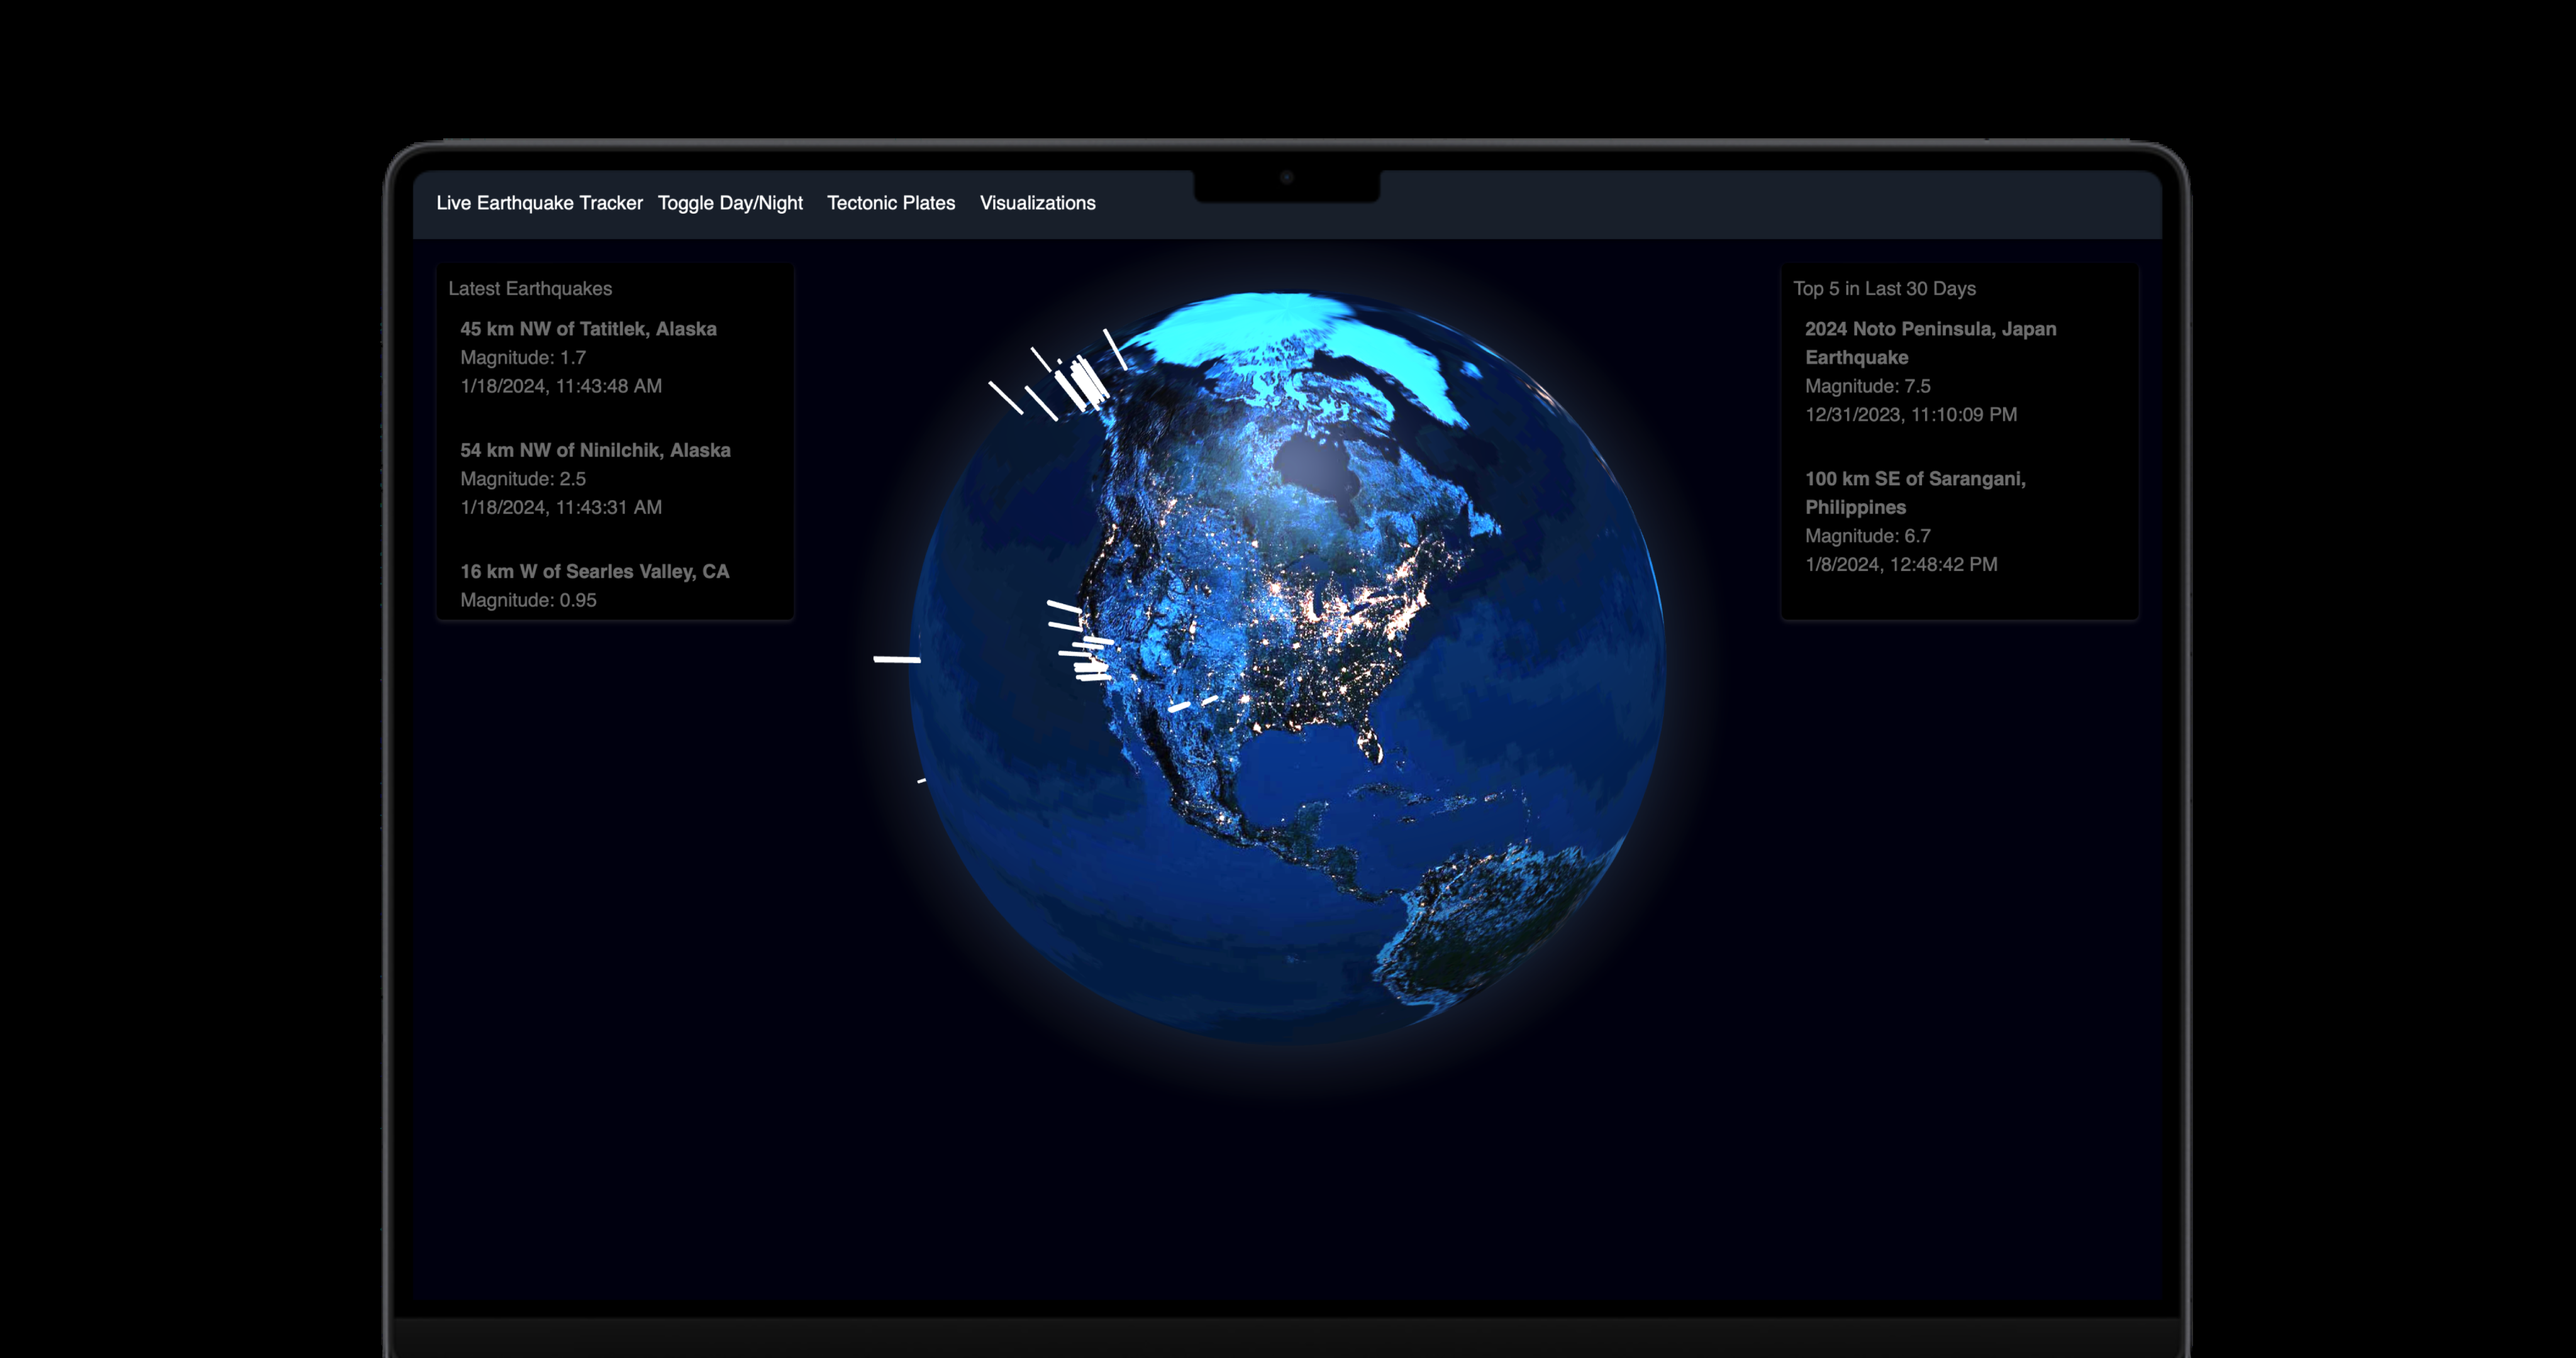 Live Earthquake Tracker Toggle Day/Night Tectonic Plates Visualizations
Latest Earthquakes
45 km NW of Tatitlek, Alaska
Magnitude: 1.7
1/18/2024, 11:43:48 AM
54 km NW of Ninilchik, Alaska
Magnitude: 2.5
1/18/2024, 11:43:31 AM
16 km W of Searles Valley, CA
Magnitude: 0.95
Top 5 in Last 30 Days
2024 Noto Peninsula, Japan
Earthquake
Magnitude: 7.5
12/31/2023, 11:10:09 PM
100 km SE of Sarangani,
Philippines
Magnitude: 6.7
1/8/2024, 12:48:42 PM